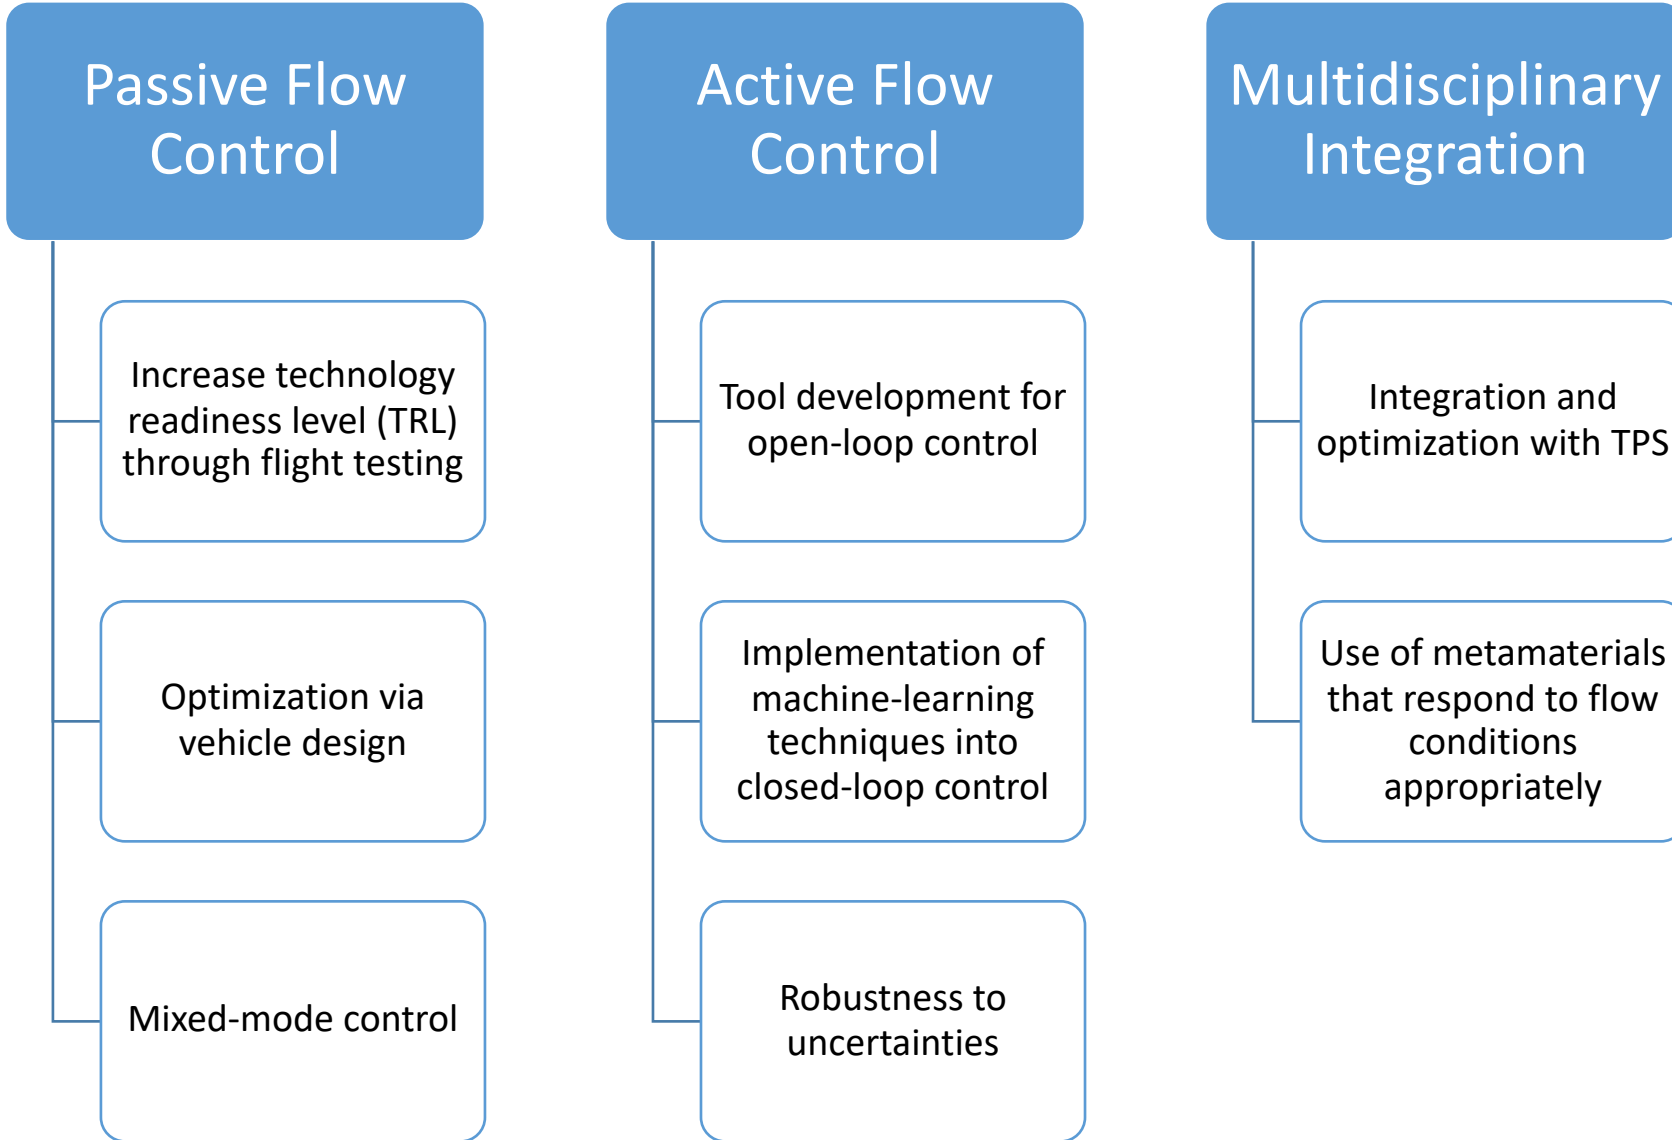 Passive Flow
Control
Increase technology
readiness level (TRL)
through flight testing
Optimization via
vehicle design
Mixed-mode control
Active Flow
Control
Tool development for
open-loop control
Implementation of
machine-learning
techniques into
closed-loop control
Robustness to
uncertainties
Multidisciplinary
Integration
Integration and
optimization with TPS
Use of metamaterials
that respond to flow
conditions
appropriately